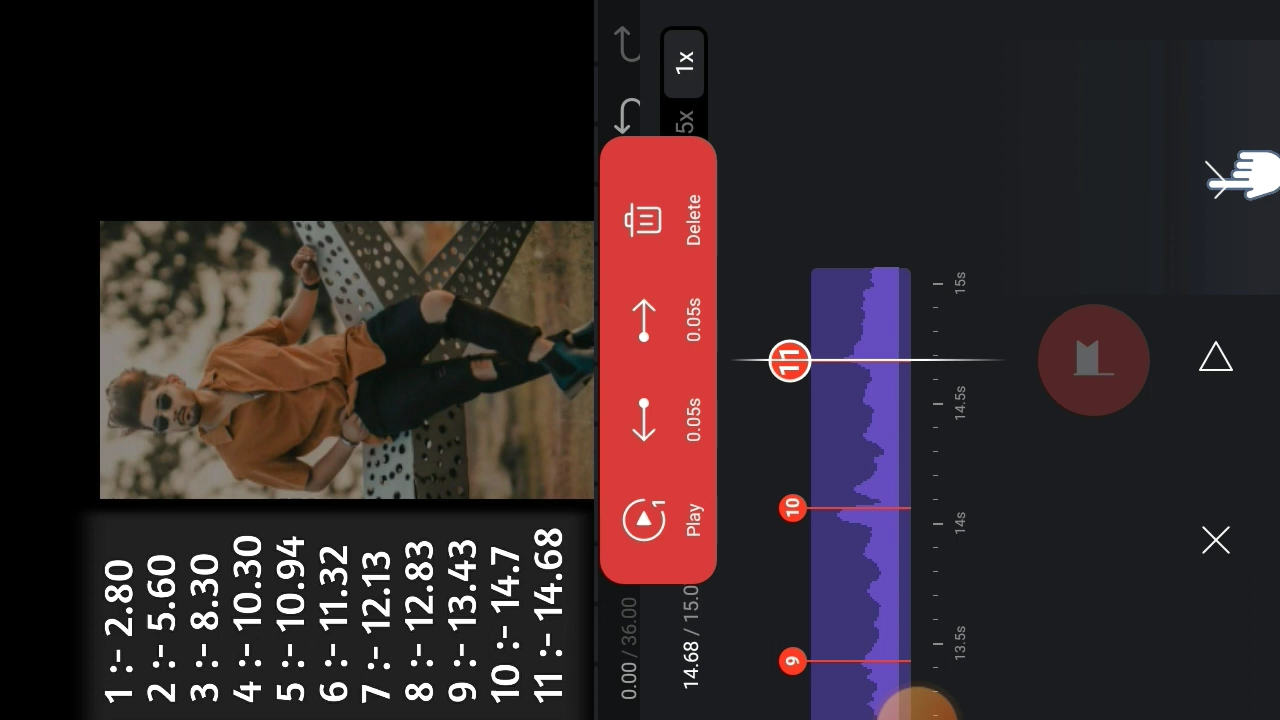 1 :- 2.80
2 :- 5.60
3 :- 8.30
4 :- 10.30
5 :- 10.94
6 :- 11.32
7 :- 12.13
8 :- 12.83
9 :- 13.43
10 :- 14.7
11 :- 14.68
0.00 / 36.00
14.68 / 15.0
5x 1x
1
Play 0.05s 0.05s Delete
9 10 11
13.5s 14s 14.5s 15s